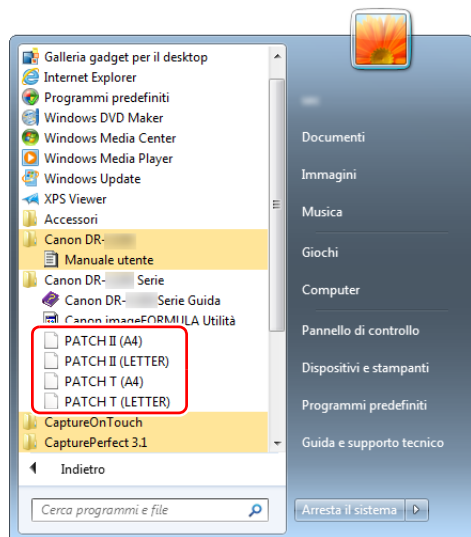 Galleria gadget per il desktop
Internet Explorer
Programmi predefiniti
Windows DVD Maker
Windows Media Center
Windows Media Player
Windows Update
XPS Viewer
Accessori
Canon DR-
Manuale utente
Canon DR- Serie
Canon DR- Serie Guida
Canon imageFORMULA Utilità
PATCH II (A4)
PATCH II (LETTER)
PATCH T (A4)
PATCH T (LETTER)
CaptureOnTouch
CapturePerfect 3.1
Indietro
Cerca programmi e file
Documenti
Immagini
Musica
Giochi
Computer
Pannello di controllo
Dispositivi e stampanti
Programmi predefiniti
Guida e supporto tecnico
Arresta il sistema